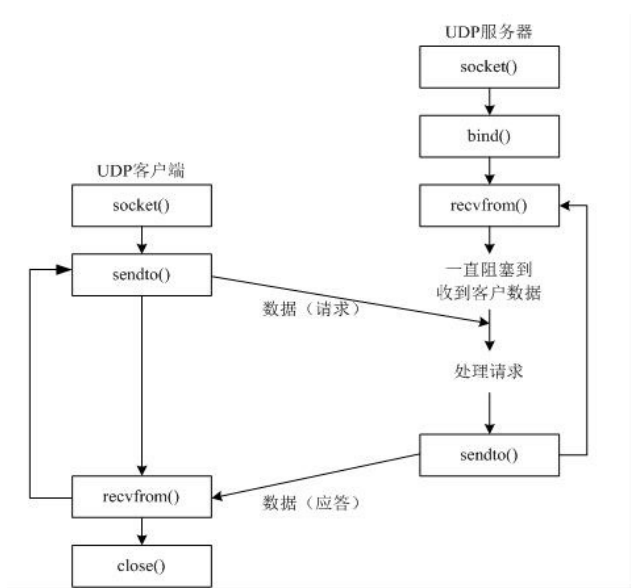 UDP服务器
socket()
bind()
UDP客户端
socket()
recvfrom()
sendto()
一直阻塞到
收到客户数据
数据（请求）
处理请求
sendto()
recvfrom()
数据（应答）
close()